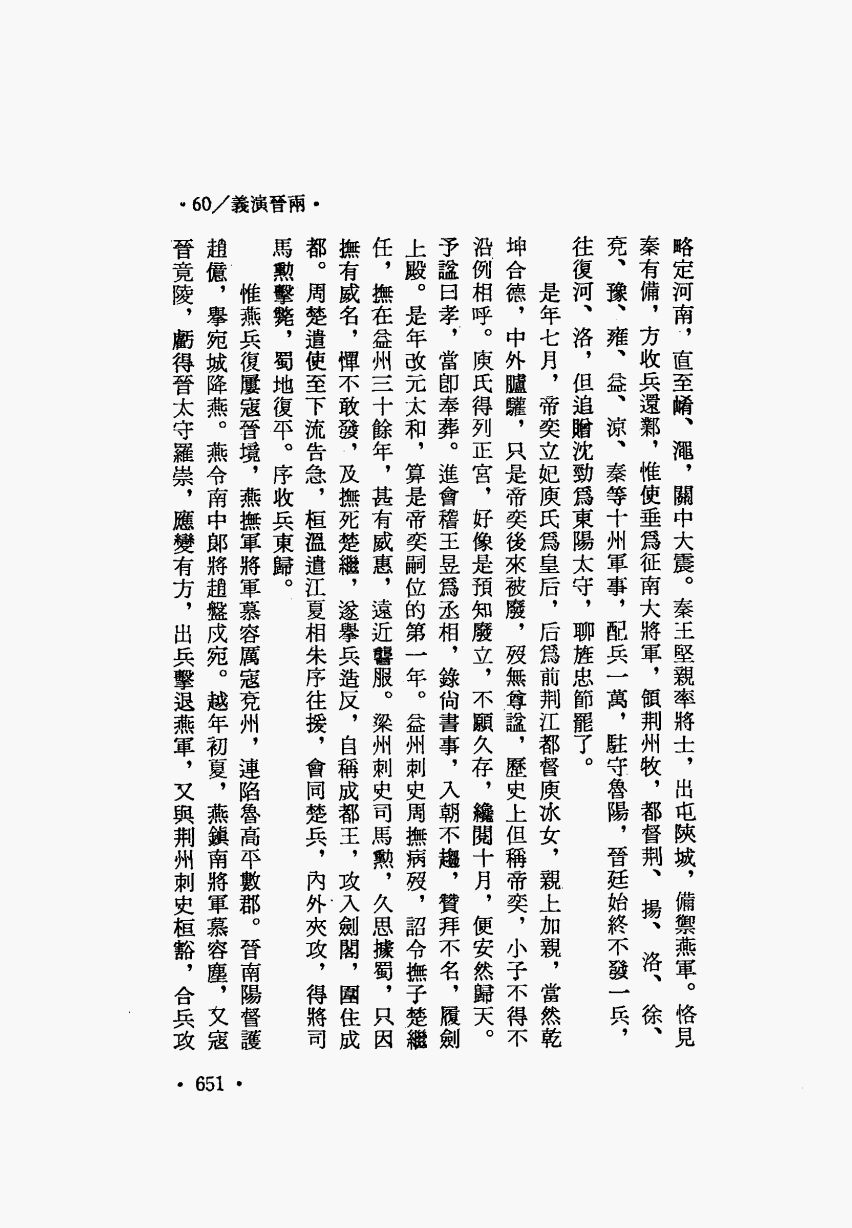 ·60／義演晉兩·
略定河南，直至崤、澠，關中大震。秦王堅親率將士，出屯陝城，備禦燕軍。恪見
秦有備，方收兵還鄴，惟使垂爲征南大將軍，領荆州牧，都督荆、揚、洛、徐、
兗、豫、雍、益、涼、秦等十州軍事，配兵一萬，駐守魯陽，晉廷始終不發一兵，
往復河、洛，但追贈沈勁爲東陽太守，聊旌忠節罷了。
是年七月，帝奕立妃庾氏爲皇后，后爲前荆江都督庾冰女，親上加親，當然乾
坤合德，中外臚驩，只是帝奕後來被廢，歿無尊諡，歷史上但稱帝奕，小子不得不
沿例相呼。庾氏得列正宮，好像是預知廢立，不願久存，纔閱十月，便安然歸天。
予諡曰孝，當卽奉葬。進會稽王昱爲丞相，錄尙書事，入朝不趨，贊拜不名，履劍
上殿。是年改元太和，算是帝奕嗣位的第一年。益州刺史周撫病歿，詔令撫子楚繼
任，撫在益州三十餘年，甚有威惠，遠近讋服。梁州刺史司馬勲，久思據蜀，只因
撫有威名，憚不敢發，及撫死楚繼，遂擧兵造反，自稱成都王，攻入劍閣，圍住成
都。周楚遣使至下流告急，桓溫遣江夏相朱序往援，會同楚兵，內外夾攻，得將司
馬勲擊斃，蜀地復平。序收兵東歸。
惟燕兵復屢寇晉境，燕撫軍將軍慕容厲寇兗州，連陷魯高平數郡。晉南陽督護
趙億，擧宛城降燕。燕令南中郎將趙盤戍宛。越年初夏，燕鎭南將軍慕容塵，又寇
晉竟陵，虧得晉太守羅崇，應變有方，出兵擊退燕軍，又與荆州刺史桓豁，合兵攻
·651·